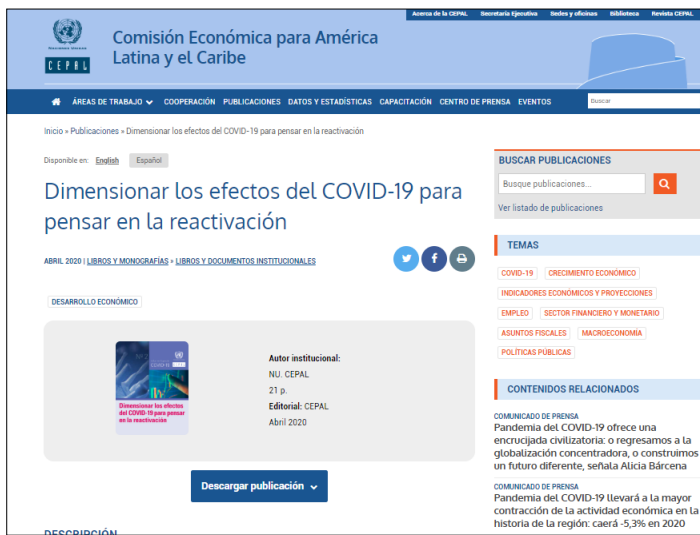 Acerca de la CEPAL Secretaría Ejecutiva Sedes y oficinas Biblioteca Revista CEPAL
NACIONES UNIDAS
CEPAL
Comisión Económica para América
Latina y el Caribe
ÁREAS DE TRABAJO COOPERACIÓN PUBLICACIONES DATOS Y ESTADÍSTICAS CAPACITACIÓN CENTRO DE PRENSA EVENTOS
Buscar
Inicio » Publicaciones » Dimensionar los efectos del COVID-19 para pensar en la reactivación
Disponible en: English Español
Dimensionar los efectos del COVID-19 para
pensar en la reactivación
ABRIL 2020 | LIBROS Y MONOGRAFÍAS » LIBROS Y DOCUMENTOS INSTITUCIONALES
DESARROLLO ECONÓMICO
Nº 2
COVID-19
Dimensionar los efectos
del COVID-19 para pensar
en la reactivación
Autor institucional:
NU. CEPAL
21 p.
Editorial: CEPAL
Abril 2020
Descargar publicación
DESCRIPCIÓN
BUSCAR PUBLICACIONES
Busque publicaciones...
Ver listado de publicaciones
TEMAS
COVID-19 CRECIMIENTO ECONÓMICO
INDICADORES ECONÓMICOS Y PROYECCIONES
EMPLEO SECTOR FINANCIERO Y MONETARIO
ASUNTOS FISCALES MACROECONOMÍA
POLÍTICAS PÚBLICAS
CONTENIDOS RELACIONADOS
COMUNICADO DE PRENSA
Pandemia del COVID-19 ofrece una
encrucijada civilizatoria: o regresamos a la
globalización concentradora, o construimos
un futuro diferente, señala Alicia Bárcena
COMUNICADO DE PRENSA
Pandemia del COVID-19 llevará a la mayor
contracción de la actividad económica en la
historia de la región: caerá -5,3% en 2020